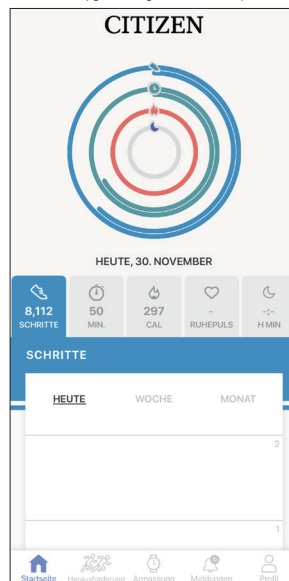 CITIZEN
HEUTE, 30. NOVEMBER
8,112
SCHRITTE
50
MIN.
297
CAL
-
RUHEPULS
-:-
H MIN
SCHRITTE
HEUTE WOCHE MONAT
2
1
Startseite Herausforderung Anpassung Meldungen Profil